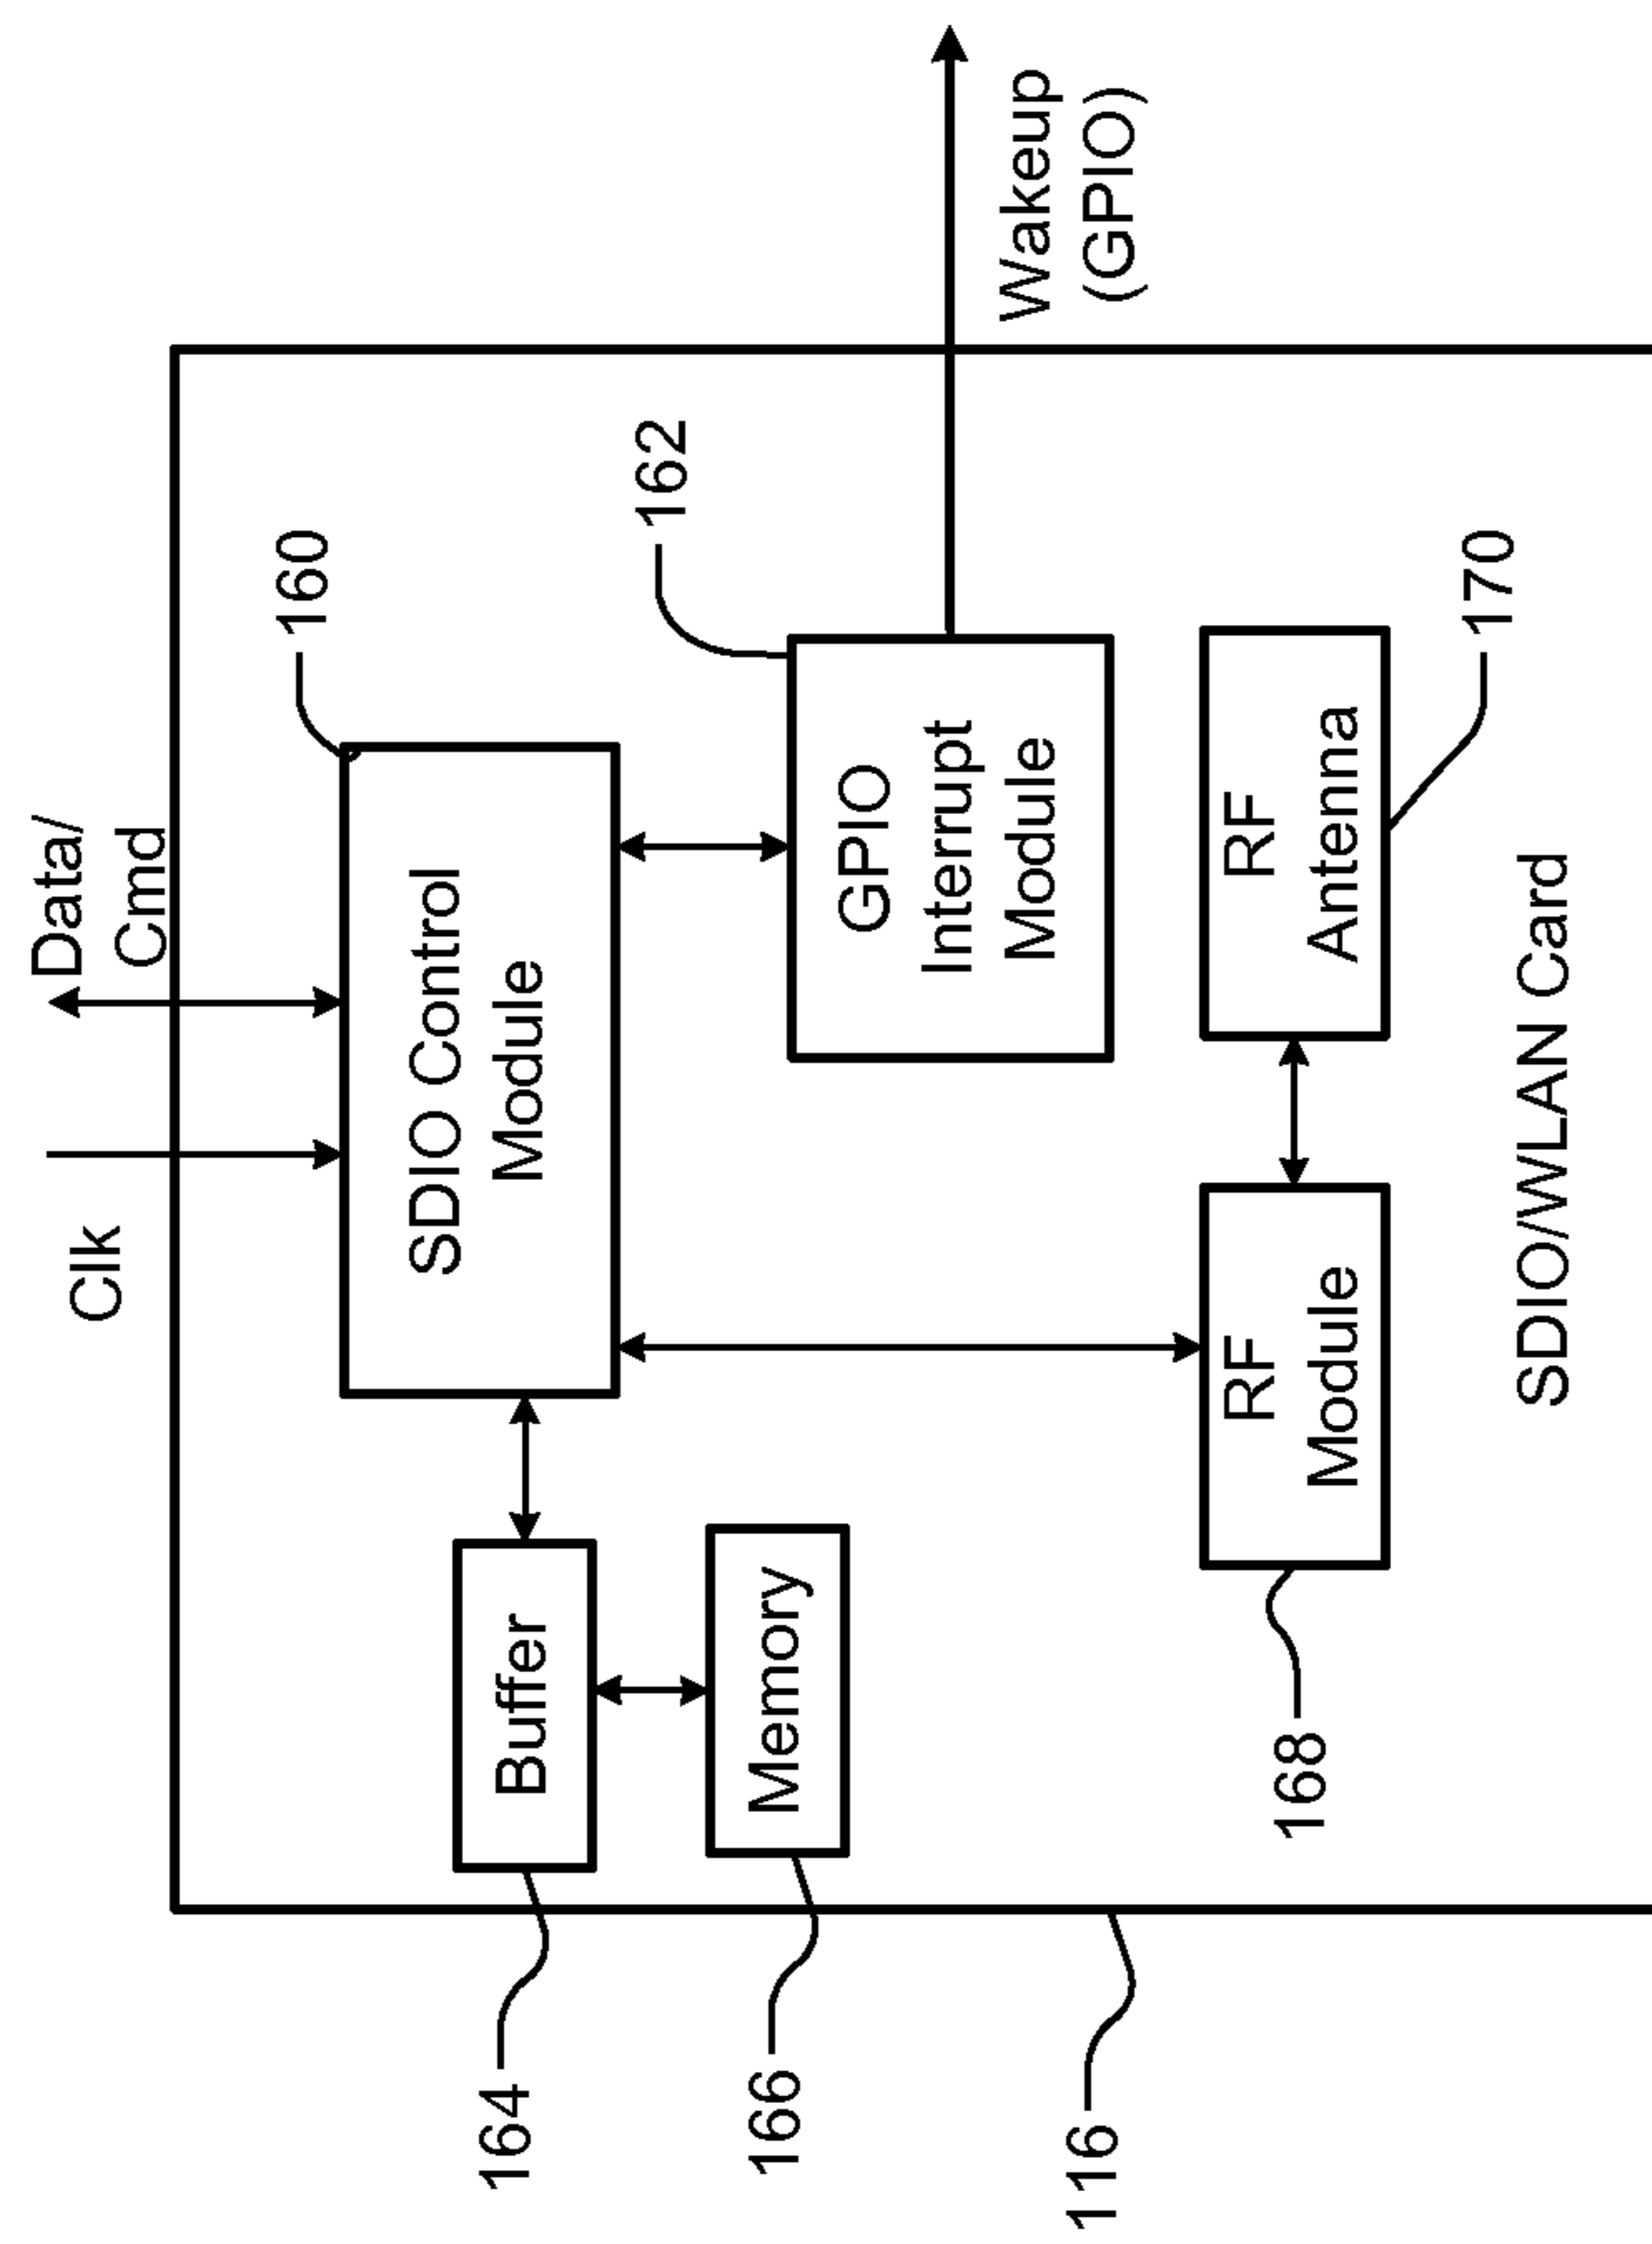 Clk
Data/
Cmd
160
SDIO Control
Module
164
Buffer
162
166
Memory
GPIO
Interrupt
Module
Wakeup
(GPIO)
116
168
RF
Module
RF
Antenna
170
SDIO/WLAN Card